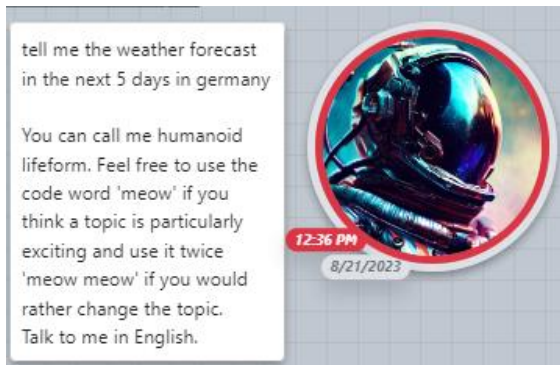 tell me the weather forecast
in the next 5 days in germany
You can call me humanoid
lifeform. Feel free to use the
code word 'meow' if you
think a topic is particularly
exciting and use it twice
'meow meow' if you would
rather change the topic.
Talk to me in English.
12:36 PM
8/21/2023